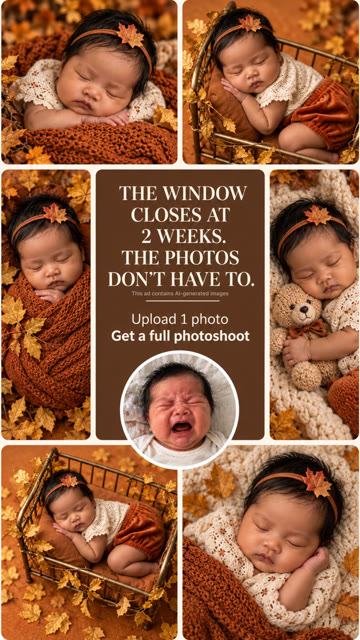 THE WINDOW
CLOSES AT
2 WEEKS.
THE PHOTOS
DON'T HAVE TO.
This ad contains AI-generated images
Upload 1 photo
Get a full photoshoot